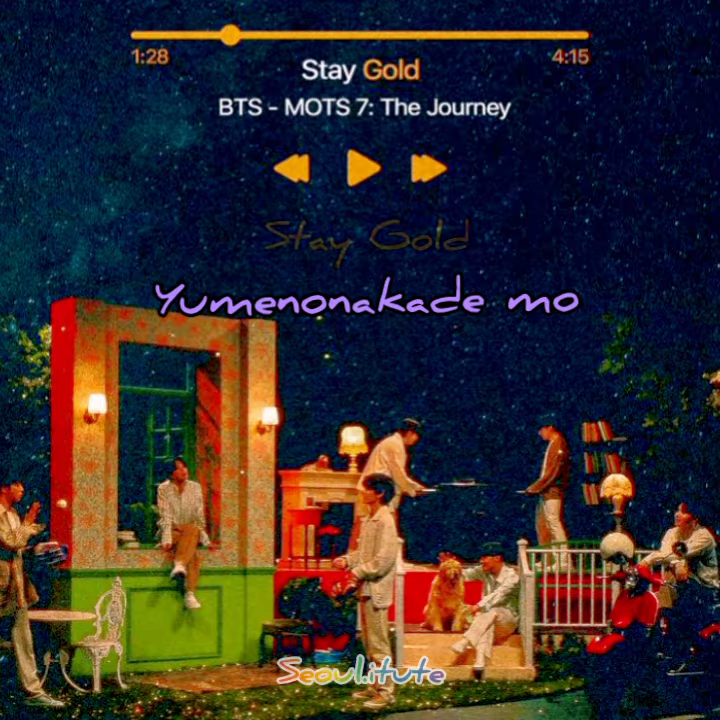 1:28 4:15
Stay Gold
BTS - MOTS 7: The Journey
Stay Gold
Yumenonakade mo
Seoul.itute